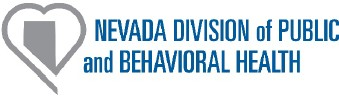 NEVADA DIVISION of PUBLIC
and BEHAVIORAL HEALTH